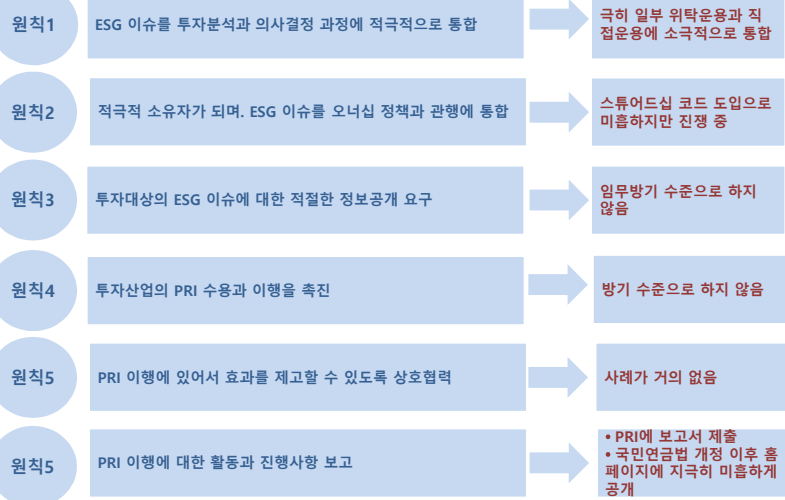 원칙1
ESG 이슈를 투자분석과 의사결정 과정에 적극적으로 통합
극히 일부 위탁운용과 직
접운용에 소극적으로 통합
원칙2
적극적 소유자가 되며. ESG 이슈를 오너십 정책과 관행에 통합
스튜어드십 코드 도입으로
미흡하지만 진쟁 중
원칙3
투자대상의 ESG 이슈에 대한 적절한 정보공개 요구
임무방기 수준으로 하지
않음
원칙4
투자산업의 PRI 수용과 이행을 촉진
방기 수준으로 하지 않음
원칙5
PRI 이행에 있어서 효과를 제고할 수 있도록 상호협력
사례가 거의 없음
원칙5
PRI 이행에 대한 활동과 진행사항 보고
• PRI에 보고서 제출
• 국민연금법 개정 이후 홈
페이지에 지극히 미흡하게
공개